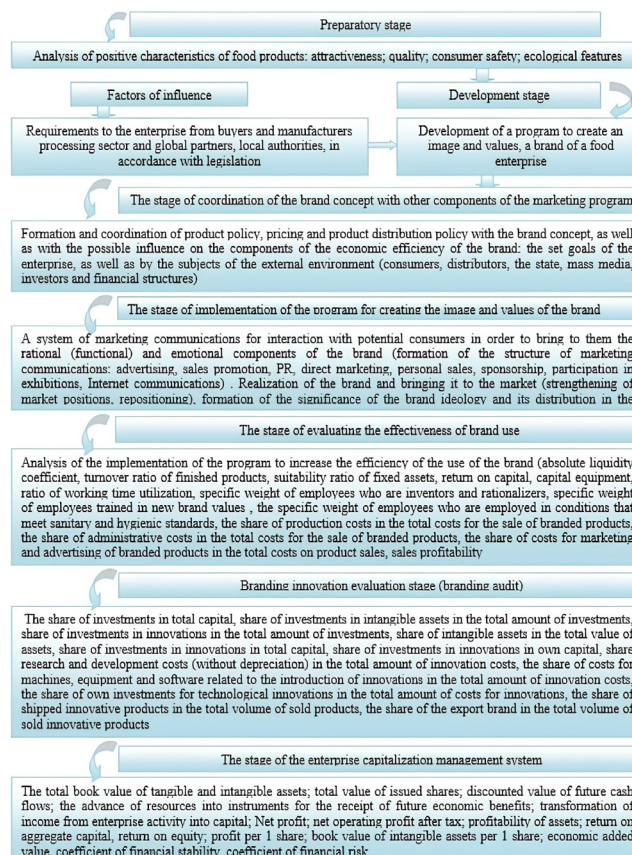 Preparatory stage
Analysis of positive characteristics of food products: attractiveness; quality; consumer safety; ecological features
Factors of influence
Development stage
Requirements to the enterprise from buyers and manufacturers
processing sector and global partners, local authorities, in
accordance with legislation
Development of a program to create an
image and values, a brand of a food
enterprise
The stage of coordination of the brand concept with other components of the marketing program
Formation and coordination of product policy, pricing and product distribution policy with the brand concept, as well
as with the possible influence on the components of the economic efficiency of the brand: the set goals of the
enterprise, as well as by the subjects of the external environment (consumers, distributors, the state, mass media,
investors and financial structures)
The stage of implementation of the program for creating the image and values of the brand
A system of marketing communications for interaction with potential consumers in order to bring to them the
rational (functional) and emotional components of the brand (formation of the structure of marketing
communications: advertising, sales promotion, PR, direct marketing, personal sales, sponsorship, participation in
exhibitions, Internet communications) . Realization of the brand and bringing it to the market (strengthening of
market positions, repositioning), formation of the significance of the brand ideology and its distribution in the
The stage of evaluating the effectiveness of brand use
Analysis of the implementation of the program to increase the efficiency of the use of the brand (absolute liquidity
coefficient, turnover ratio of finished products, suitability ratio of fixed assets, return on capital, capital equipment,
ratio of working time utilization, specific weight of employees who are inventors and rationalizers, specific weight
of employees trained in new brand values , the specific weight of employees who are employed in conditions that
meet sanitary and hygienic standards, the share of production costs in the total costs for the sale of branded products,
the share of administrative costs in the total costs for the sale of branded products, the share of costs for marketing
and advertising of branded products in the total costs on product sales, sales profitability
Branding innovation evaluation stage (branding audit)
The share of investments in total capital, share of investments in intangible assets in the total amount of investments,
share of investments in innovations in the total amount of investments, share of intangible assets in the total value of
assets, share of investments in innovations in total capital, share of investments in innovations in own capital, share
research and development costs (without depreciation) in the total amount of innovation costs, the share of costs for
machines, equipment and software related to the introduction of innovations in the total amount of innovation costs,
the share of own investments for technological innovations in the total amount of costs for innovations, the share of
shipped innovative products in the total volume of sold products, the share of the export brand in the total volume of
sold innovative products
The stage of the enterprise capitalization management system
The total book value of tangible and intangible assets; total value of issued shares; discounted value of future cash
flows; the advance of resources into instruments for the receipt of future economic benefits; transformation of
income from enterprise activity into capital; Net profit; net operating profit after tax; profitability of assets; return on
aggregate capital, return on equity; profit per 1 share; book value of intangible assets per 1 share; economic added
value, coefficient of financial stability, coefficient of financial risk